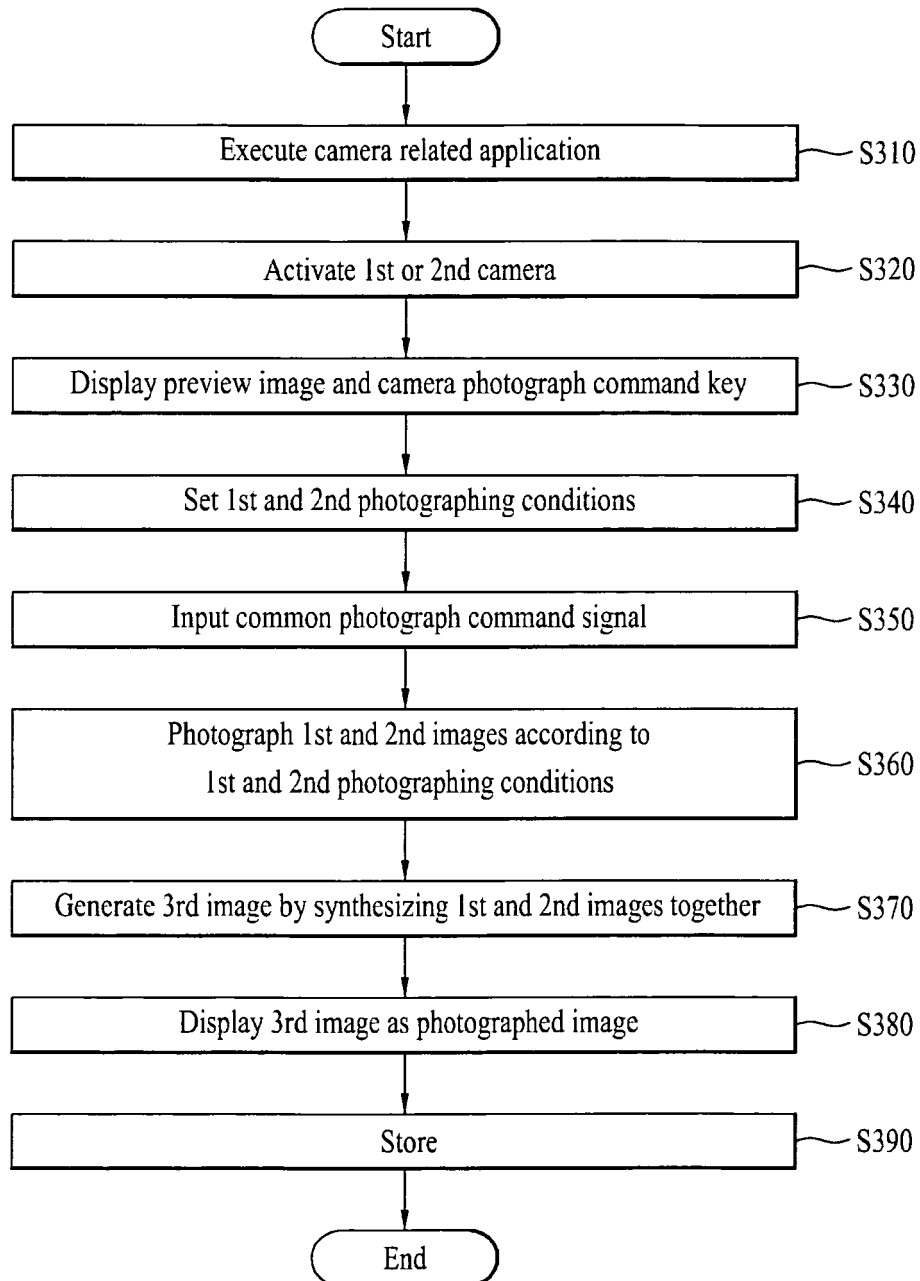 Start
Execute camera related application
S310
Activate 1st or 2nd camera
S320
Display preview image and camera photograph command key
S330
Set 1st and 2nd photographing conditions
S340
Input common photograph command signal
S350
Photograph 1st and 2nd images according to
1st and 2nd photographing conditions
S360
Generate 3rd image by synthesizing 1st and 2nd images together
S370
Display 3rd image as photographed image
S380
Store
S390
End